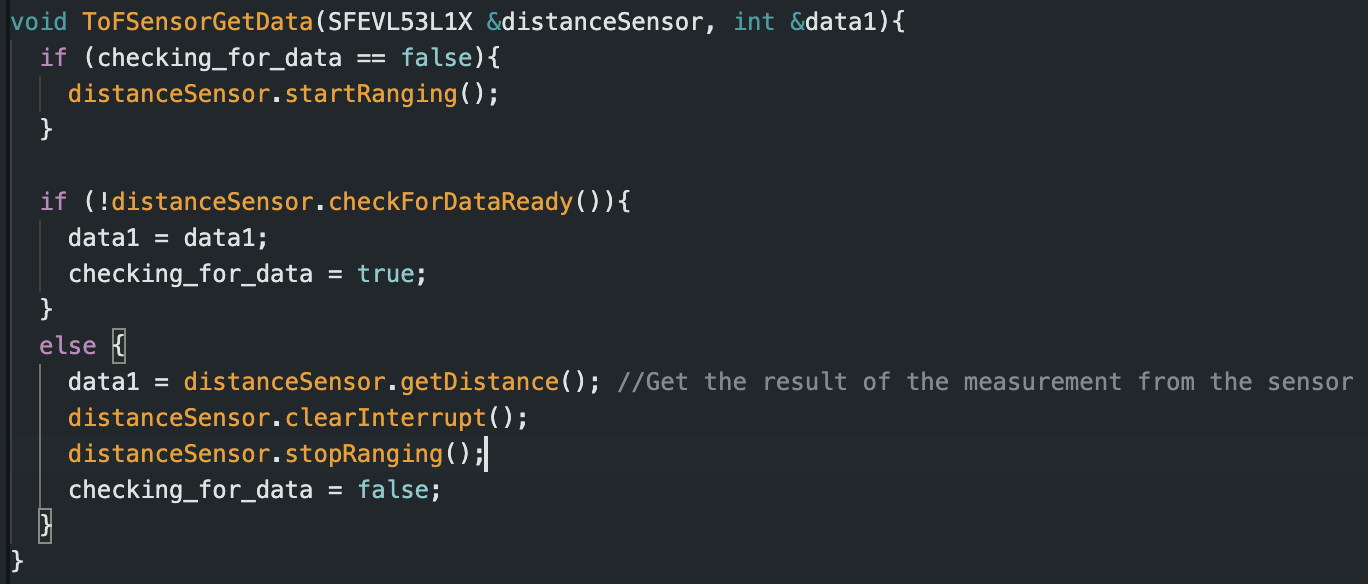 void ToFSensorGetData(SFEVL53L1X &distanceSensor, int &data1){
  if (checking_for_data == false){
    distanceSensor.startRanging();
  }

  if (!distanceSensor.checkForDataReady()){
    data1 = data1;
    checking_for_data = true;
  }
  else {
    data1 = distanceSensor.getDistance(); //Get the result of the measurement from the sensor
    distanceSensor.clearInterrupt();
    distanceSensor.stopRanging();
    checking_for_data = false;
  }
}